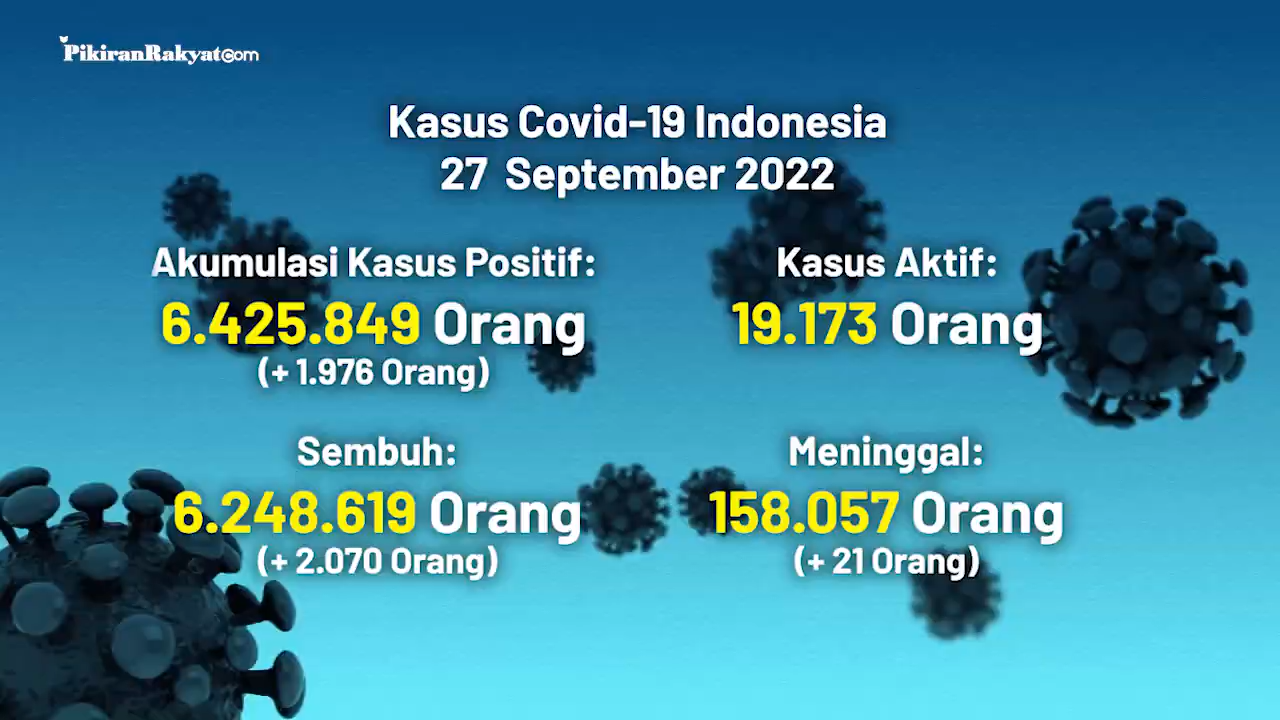 PikiranRakyat.com
Kasus Covid-19 Indonesia
27 September 2022
Akumulasi Kasus Positif:
6.425.849 Orang
(+ 1.976 Orang)
Kasus Aktif:
19.173 Orang
Sembuh:
6.248.619 Orang
(+ 2.070 Orang)
Meninggal:
158.057 Orang
(+ 21 Orang)